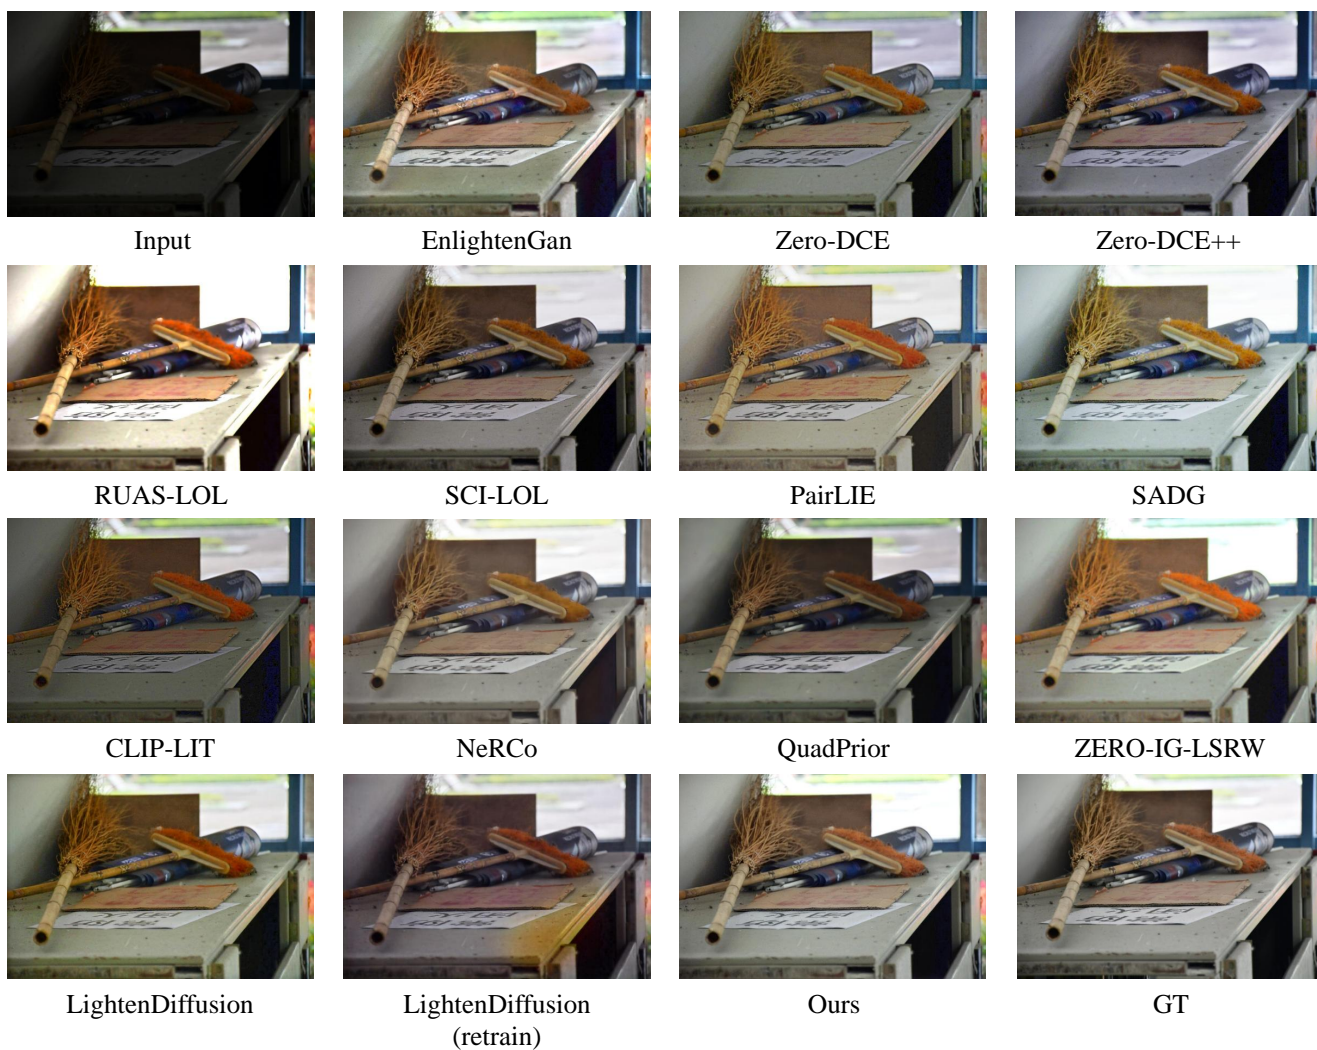 Input
EnlightenGan
Zero-DCE
Zero-DCE++
RUAS-LOL
SCI-LOL
PairLIE
SADG
CLIP-LIT
NeRCo
QuadPrior
ZERO-IG-LSRW
LightenDiffusion
LightenDiffusion
(retrain)
Ours
GT